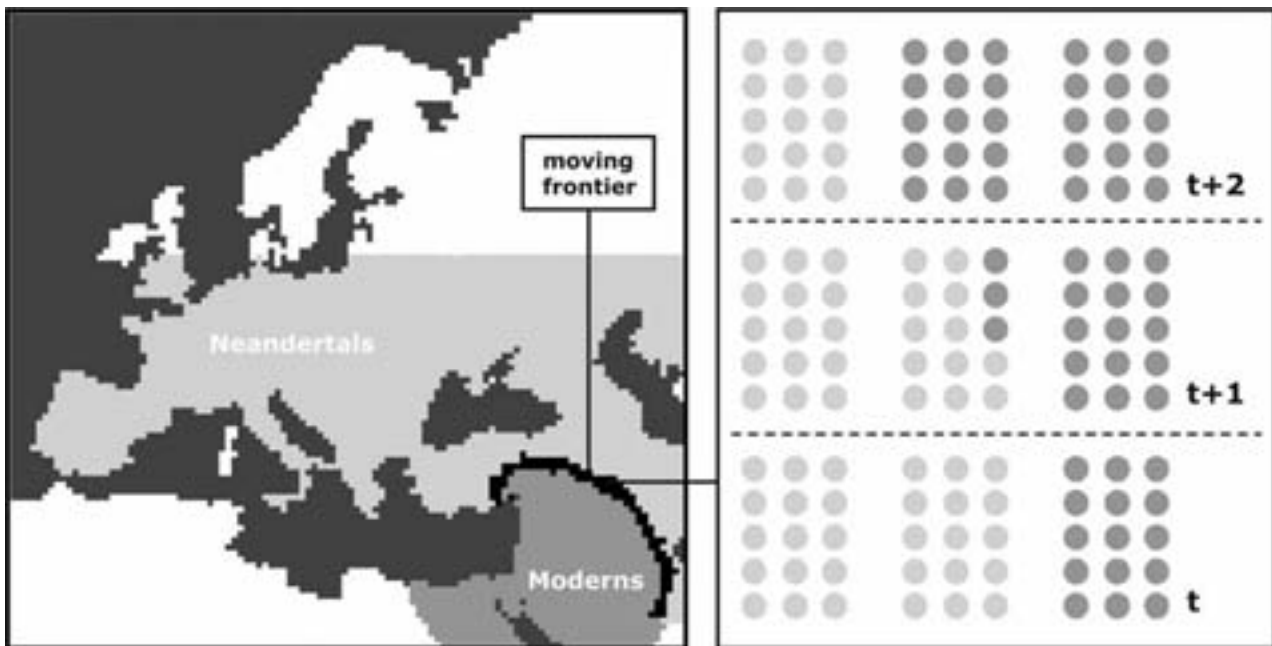 moving
frontier
Neandertals
Moderns
t+2
t+1
t